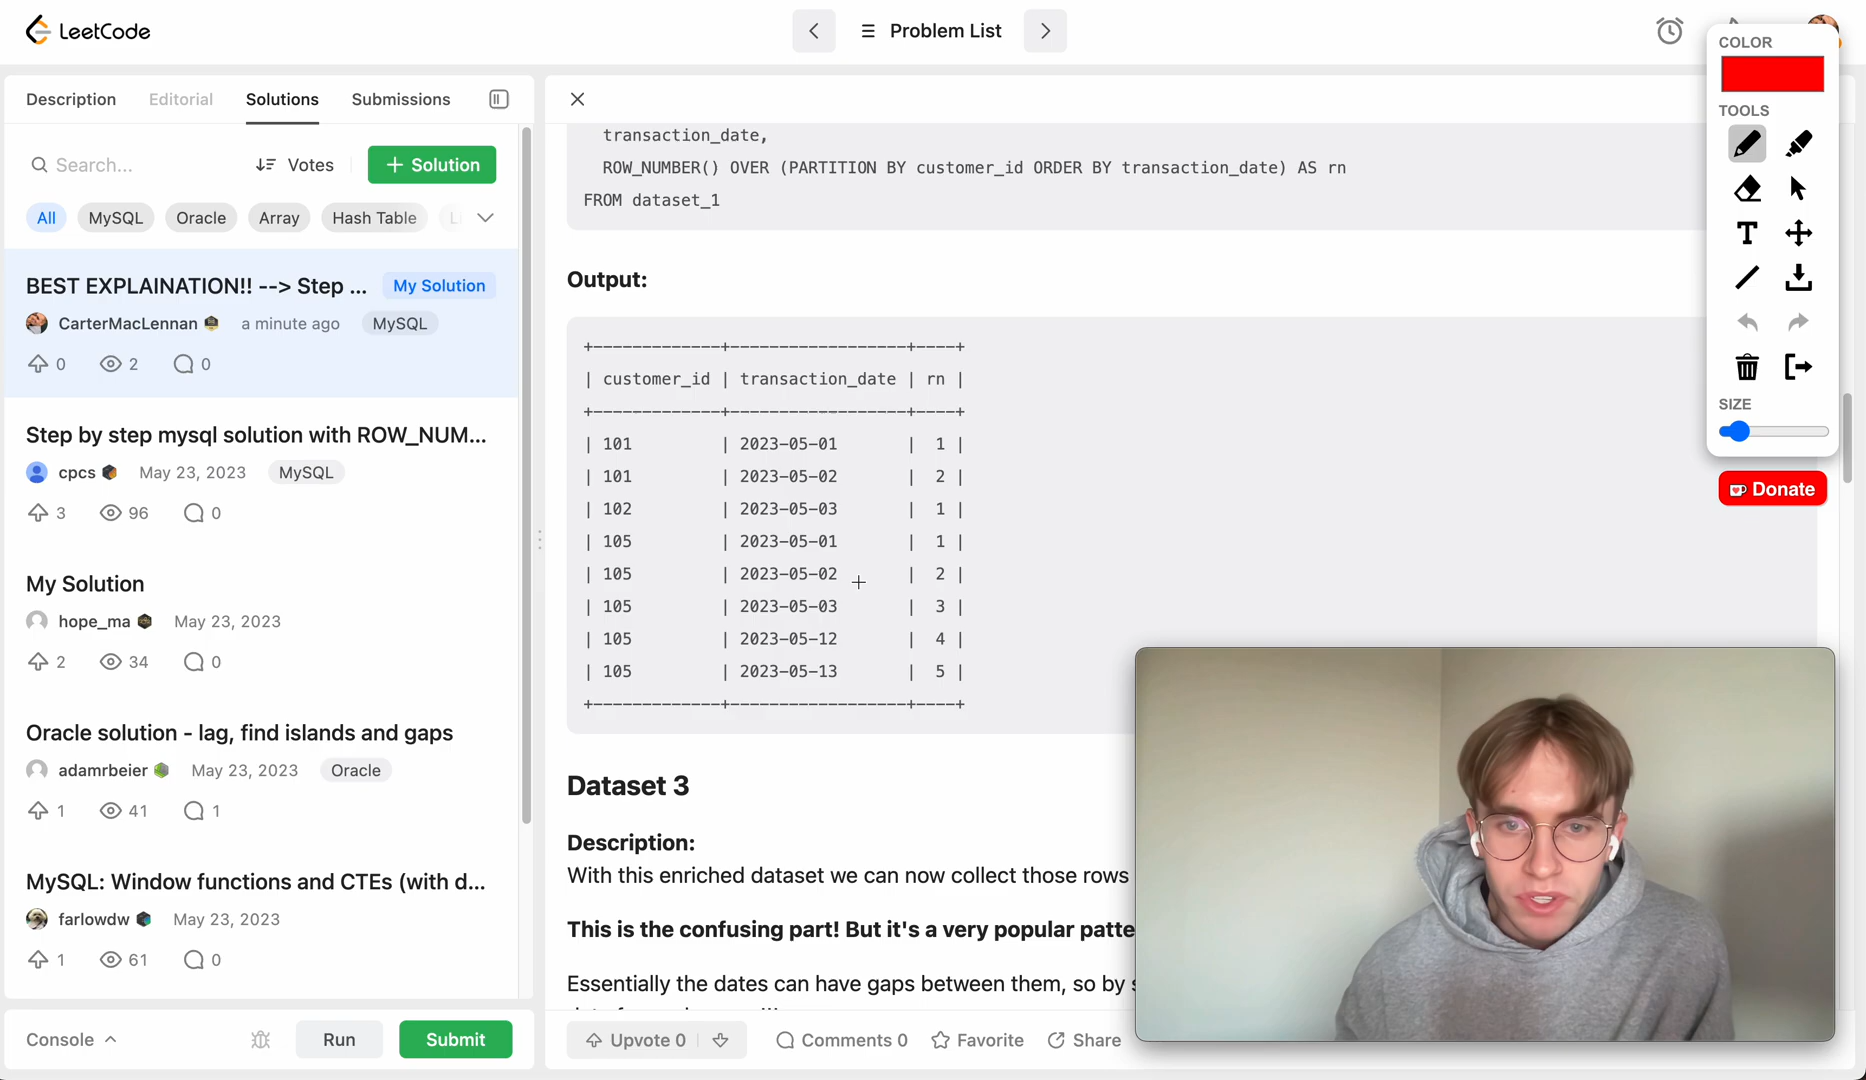 LeetCode
Problem List
Description Editorial Solutions Submissions
Search... Votes + Solution
All MySQL Oracle Array Hash Table
BEST EXPLAINATION!! --> Step ... My Solution
CarterMacLennan a minute ago MySQL
0 2 0
Step by step mysql solution with ROW_NUM...
cpcs May 23, 2023 MySQL
3 96 0
My Solution
hope_ma May 23, 2023
2 34 0
Oracle solution - lag, find islands and gaps
adamrbeier May 23, 2023 Oracle
1 41 1
MySQL: Window functions and CTEs (with d...
farlowdw May 23, 2023
1 61 0
Console Run Submit
transaction_date,
ROW_NUMBER() OVER (PARTITION BY customer_id ORDER BY transaction_date) AS rn
FROM dataset_1
Output:
+-------------+------------------+----+
| customer_id | transaction_date | rn |
+-------------+------------------+----+
| 101 | 2023-05-01 | 1 |
| 101 | 2023-05-02 | 2 |
| 102 | 2023-05-03 | 1 |
| 105 | 2023-05-01 | 1 |
| 105 | 2023-05-02 | 2 |
| 105 | 2023-05-03 | 3 |
| 105 | 2023-05-12 | 4 |
| 105 | 2023-05-13 | 5 |
+-------------+------------------+----+
Dataset 3
Description:
With this enriched dataset we can now collect those rows
This is the confusing part! But it's a very popular patte
Essentially the dates can have gaps between them, so by s
Upvote 0 Comments 0 Favorite Share
COLOR
TOOLS
T
SIZE
Donate